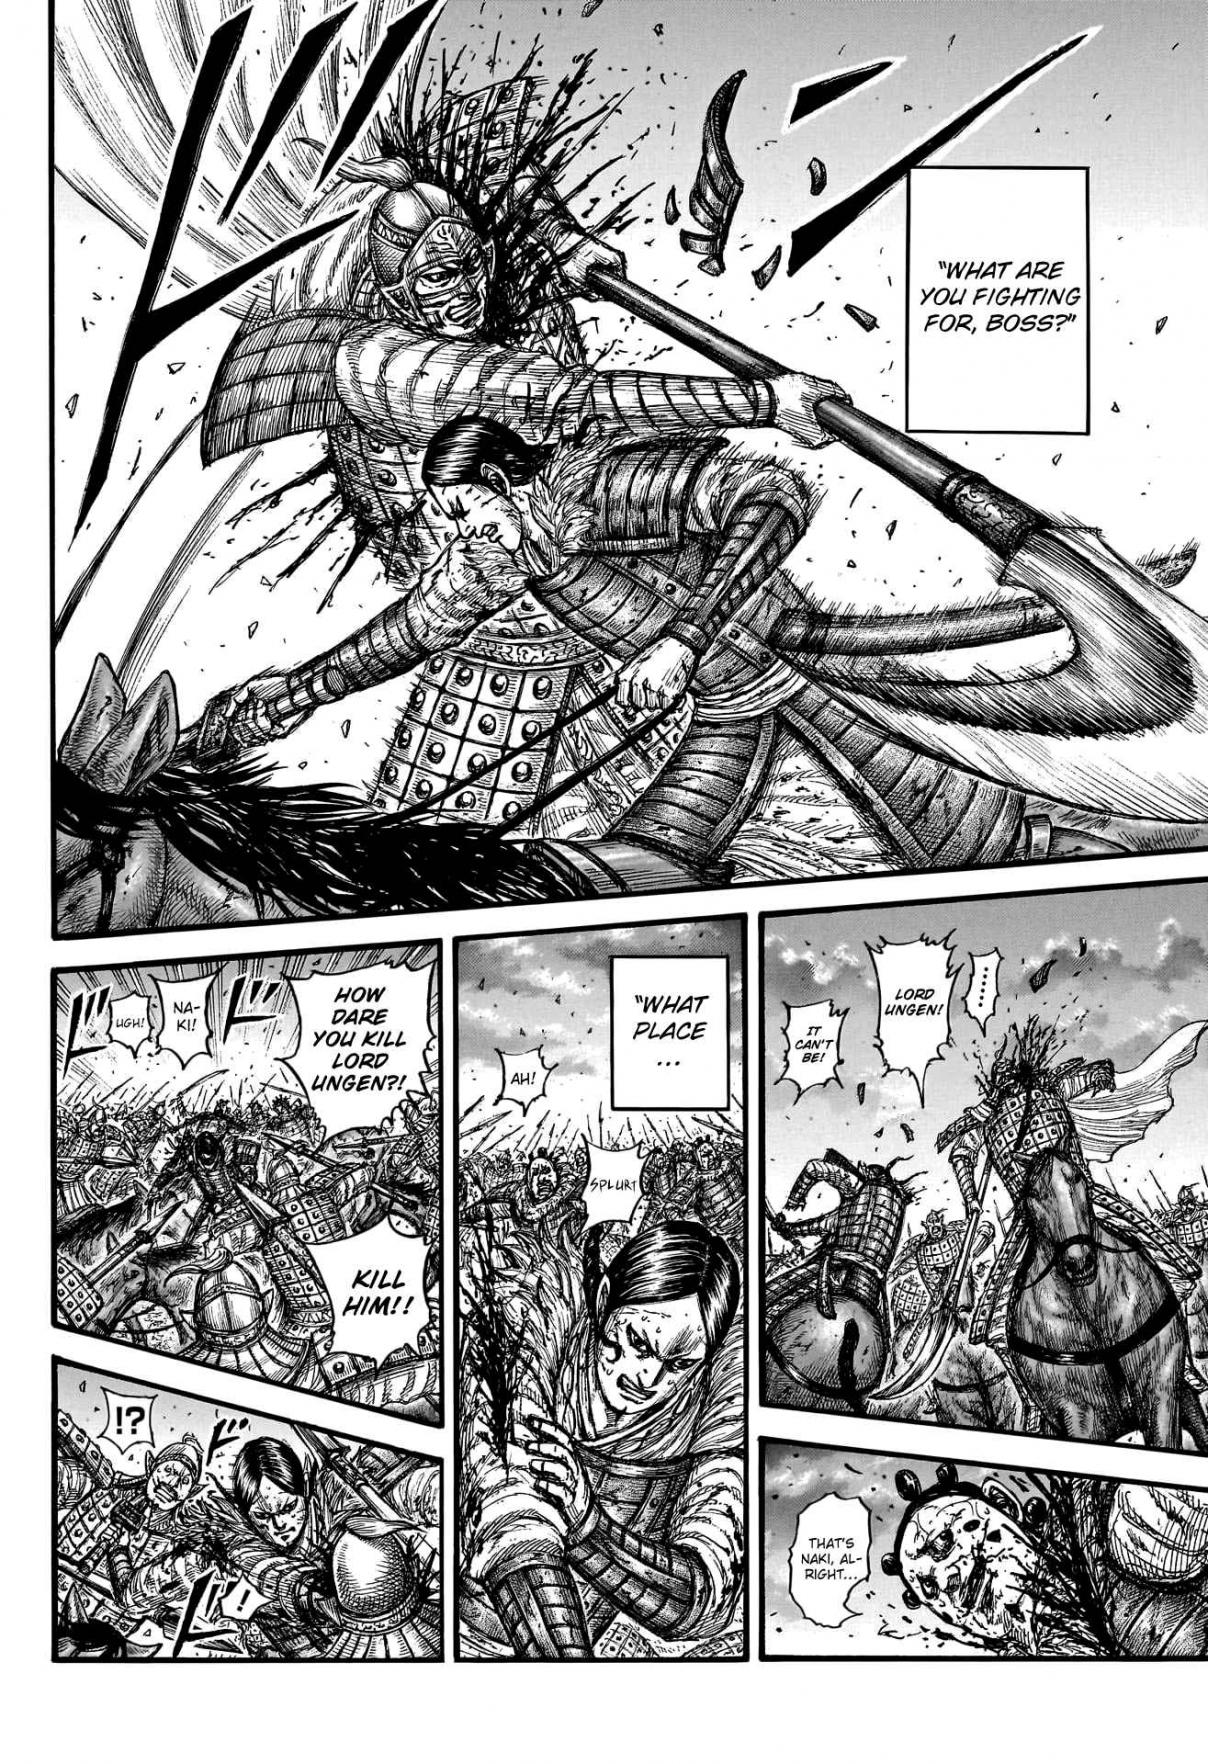 "WHAT ARE
YOU FIGHTING
FOR, BOSS?"
.....
LORD
UNGEN!
IT
CAN'T
BE!
THAT'S
NAKI, AL-
RIGHT...
"WHAT
PLACE
...
AH!
SPLURT
HOW
DARE
YOU KILL
LORD
UNGEN?!
NA-
KI!
UGH!
KILL
HIM!!
!?
!